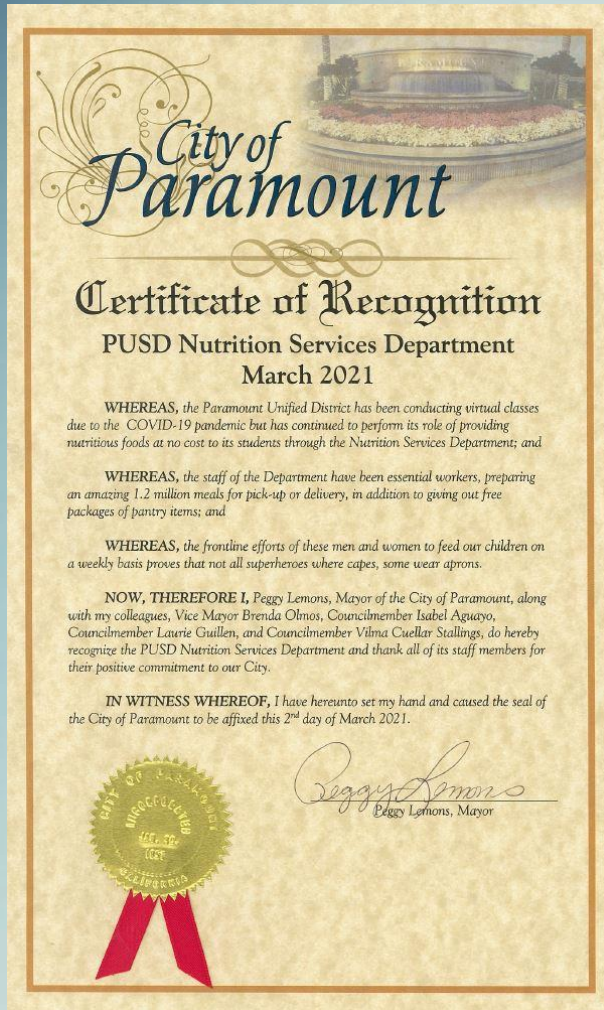 PARAMOUNT
City of
Paramount
Certificate of Recognition
PUSD Nutrition Services Department
March 2021
WHEREAS, the Paramount Unified District has been conducting virtual classes
due to the COVID-19 pandemic but has continued to perform its role of providing
nutritious foods at no cost to its students through the Nutrition Services Department; and
WHEREAS, the staff of the Department have been essential workers, preparing
an amazing 1.2 million meals for pick-up or delivery, in addition to giving out free
packages of pantry items; and
WHEREAS, the frontline efforts of these men and women to feed our children on
a weekly basis proves that not all superheroes where capes, some wear aprons.
NOW, THEREFORE I, Peggy Lemons, Mayor of the City of Paramount, along
with my colleagues, Vice Mayor Brenda Olmos, Councilmember Isabel Aguayo,
Councilmember Laurie Guillen, and Councilmember Vilma Cuellar Stallings, do hereby
recognize the PUSD Nutrition Services Department and thank all of its staff members for
their positive commitment to our City.
IN WITNESS WHEREOF, I have hereunto set my hand and caused the seal of
the City of Paramount to be affixed this 2nd day of March 2021.
Peggy Lemons
Peggy Lemons, Mayor
CITY OF PARAMOUNT
INCORPORATED
CALIFORNIA